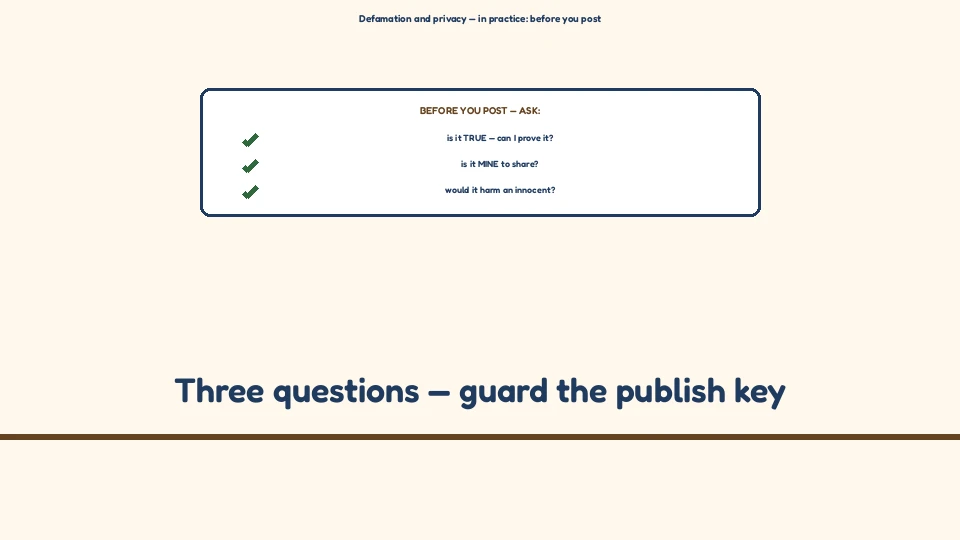 Defamation and privacy — in practice: before you post
BEFORE YOU POST — ASK:
is it TRUE — can I prove it?
is it MINE to share?
would it harm an innocent?
Three questions — guard the publish key